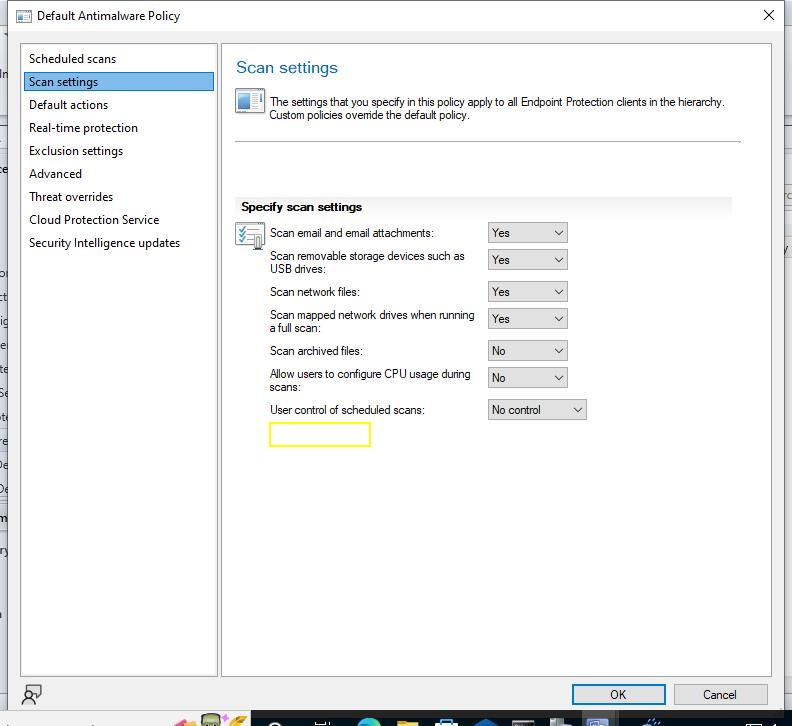 Default Antimalware Policy
Scheduled scans
Scan settings
Default actions
Real-time protection
Exclusion settings
Advanced
Threat overrides
Cloud Protection Service
Security Intelligence updates
Scan settings
The settings that you specify in this policy apply to all Endpoint Protection clients in the hierarchy.
Custom policies override the default policy.
Specify scan settings
Scan email and email attachments: Yes
Scan removable storage devices such as
USB drives: Yes
Scan network files: Yes
Scan mapped network drives when running
a full scan: Yes
Scan archived files: No
Allow users to configure CPU usage during
scans: No
User control of scheduled scans: No control
OK Cancel